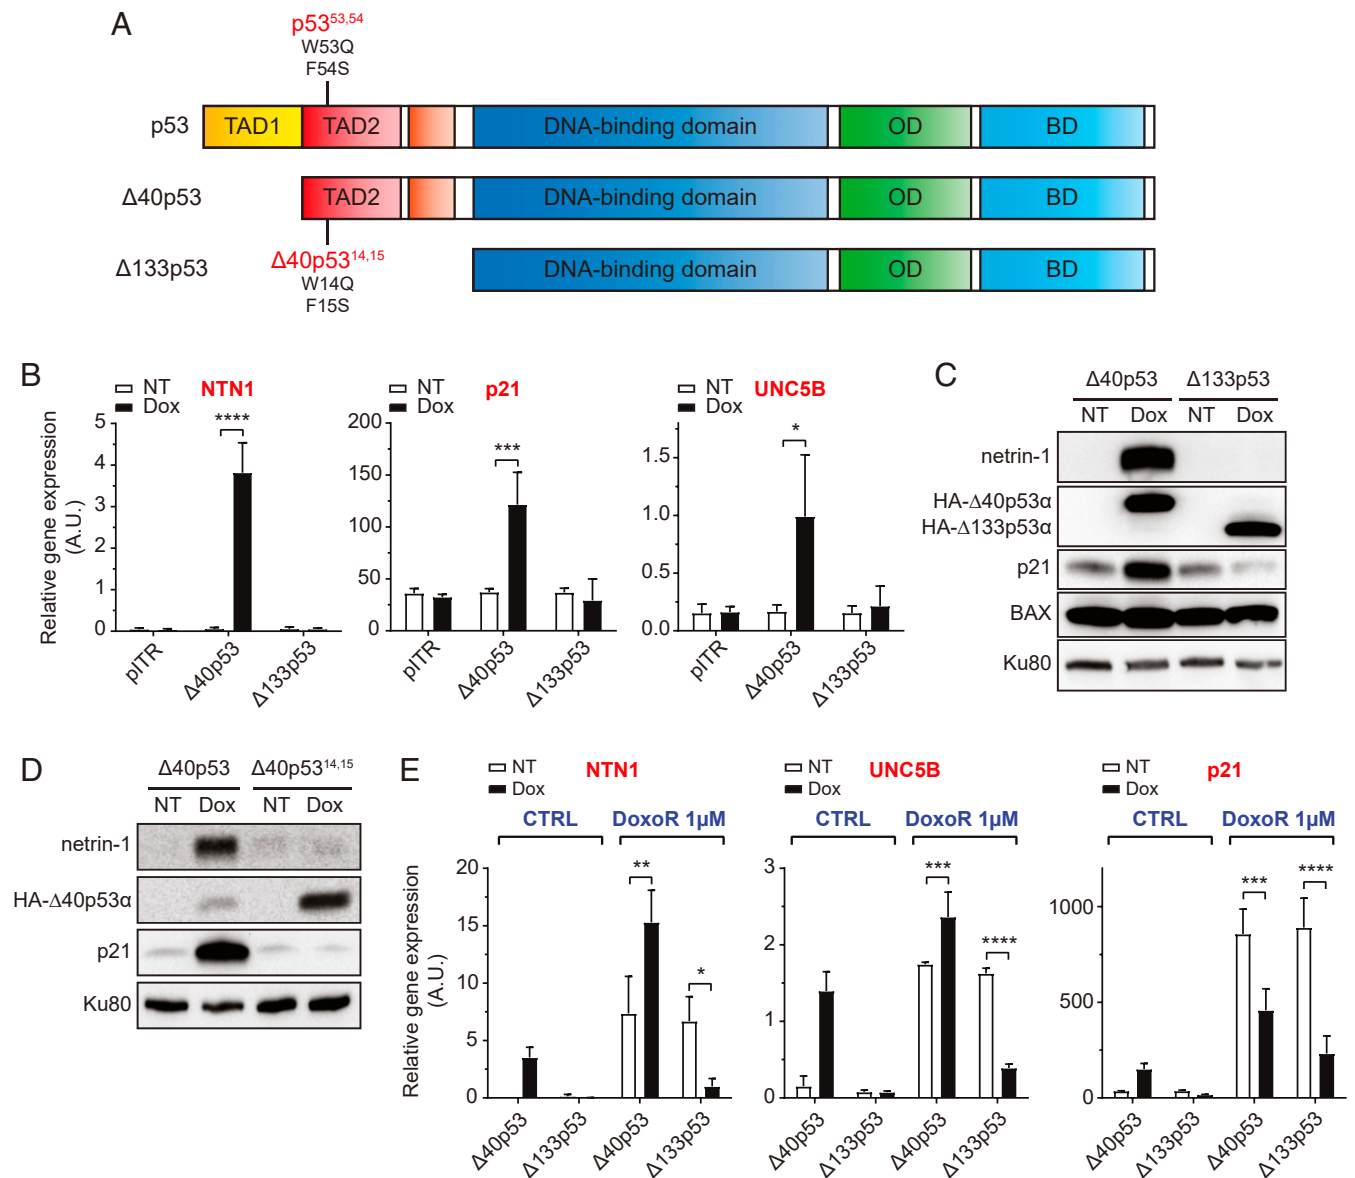 A
p5353,54
W53Q
F54S
p53 TAD1 TAD2 DNA-binding domain OD BD
Δ40p53 TAD2 DNA-binding domain OD BD
Δ40p5314,15
W14Q
F15S
Δ133p53 DNA-binding domain OD BD
B
NT
Dox
NTN1
Relative gene expression
(A.U.)
5
4
3
2
1
0
pITR
Δ40p53
Δ133p53
****
NT
Dox
p21
200
150
100
50
0
pITR
Δ40p53
Δ133p53
***
NT
Dox
UNC5B
1.5
1.0
0.5
0.0
pITR
Δ40p53
Δ133p53
*
C
Δ40p53 Δ133p53
NT Dox NT Dox
netrin-1
HA-Δ40p53α
HA-Δ133p53α
p21
BAX
Ku80
D
Δ40p53 Δ40p5314,15
NT Dox NT Dox
netrin-1
HA-Δ40p53α
p21
Ku80
E
NT
Dox
NTN1
CTRL DoxoR 1µM
Relative gene expression
(A.U.)
20
15
10
5
0
** *
Δ40p53
Δ133p53
Δ40p53
Δ133p53
NT
Dox
UNC5B
CTRL DoxoR 1µM
3
2
1
0
*** ****
Δ40p53
Δ133p53
Δ40p53
Δ133p53
NT
Dox
p21
CTRL DoxoR 1µM
1000
500
0
*** ****
Δ40p53
Δ133p53
Δ40p53
Δ133p53